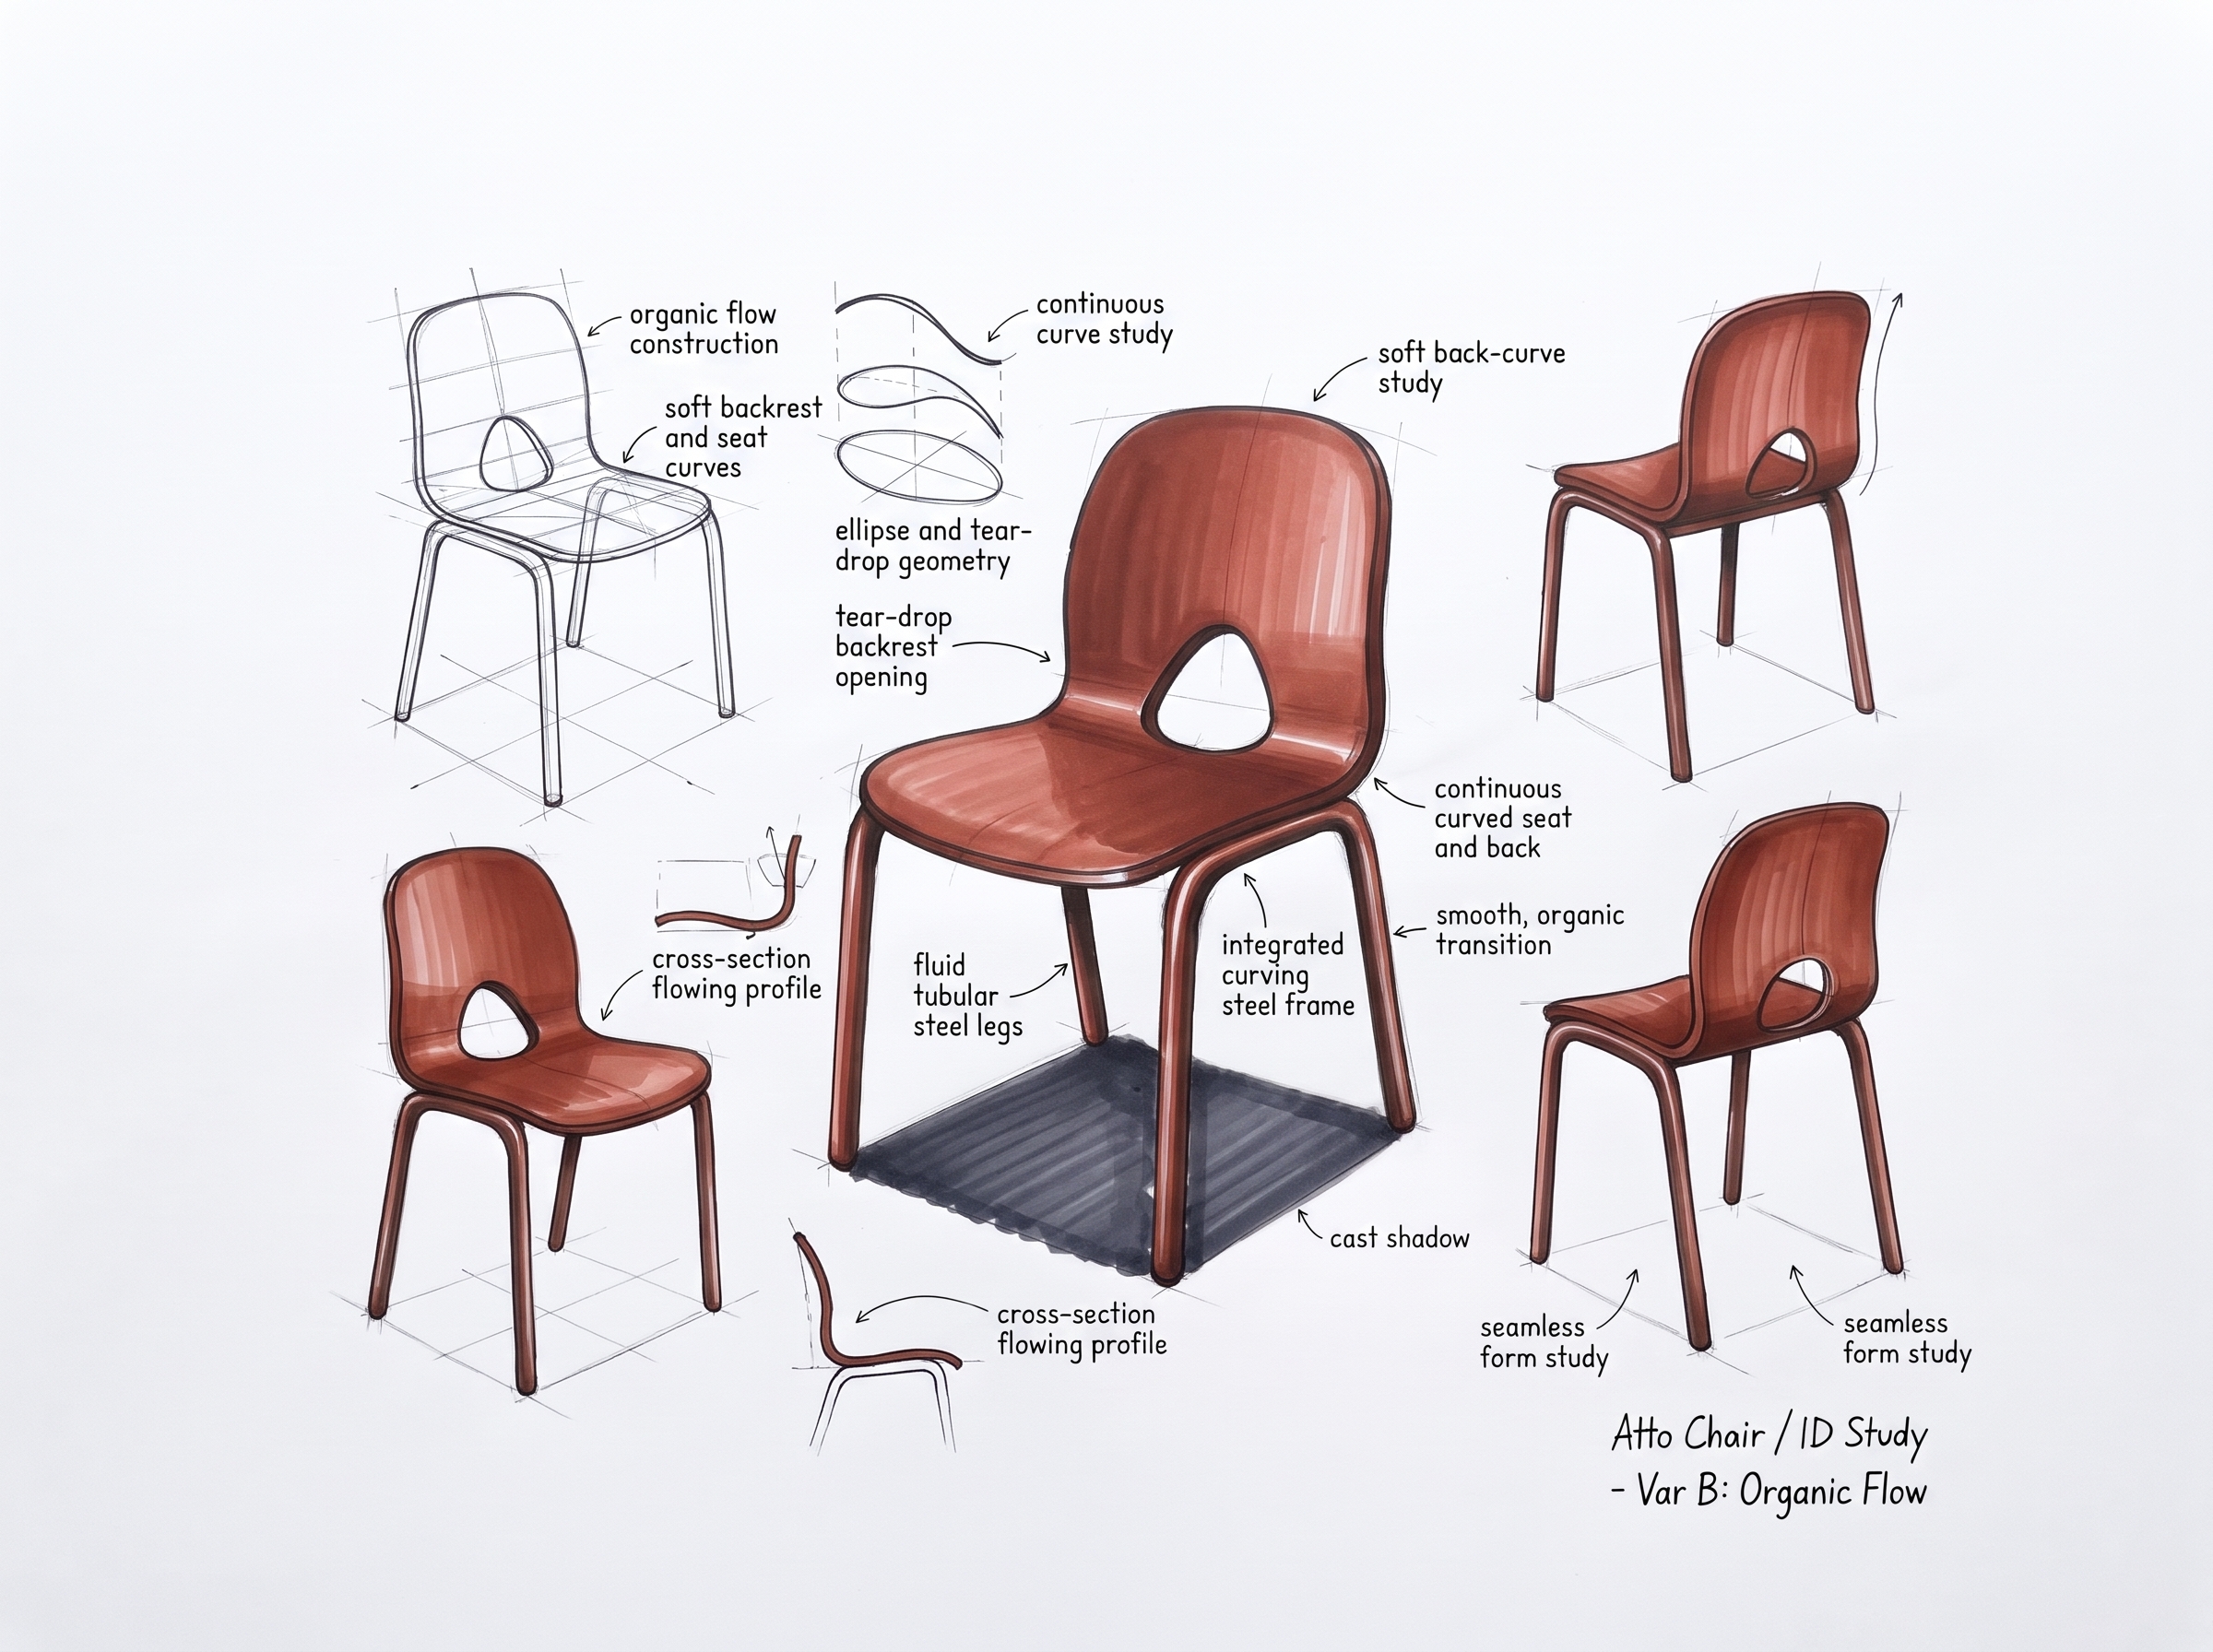 organic flow
construction
soft backrest
and seat
curves
continuous
curve study
ellipse and tear-
drop geometry
tear-drop
backrest
opening
soft back-curve
study
continuous
curved seat
and back
smooth, organic
transition
integrated
curving
steel frame
fluid
tubular
steel legs
cross-section
flowing profile
cast shadow
cross-section
flowing profile
seamless
form study
seamless
form study
Atto Chair / ID Study
- Var B: Organic Flow